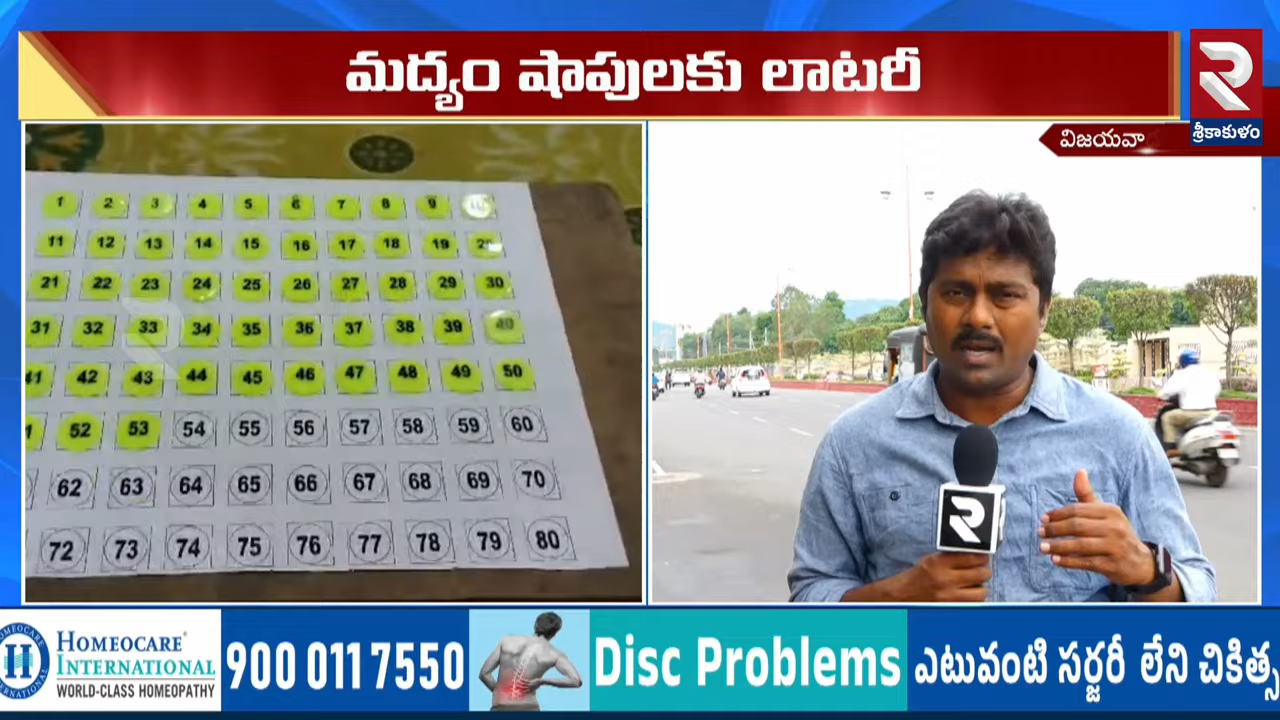 మద్యం షాపులకు లాటరీ
R
శ్రీకాకుళం
విజయవా
1 2 3 4 5 6 7 8 9 10
11 12 13 14 15 16 17 18 19 20
21 22 23 24 25 26 27 28 29 30
31 32 33 34 35 36 37 38 39 40
41 42 43 44 45 46 47 48 49 50
52 53 54 55 56 57 58 59 60
62 63 64 65 66 67 68 69 70
72 73 74 75 76 77 78 79 80
R
HOMEOCARE
INTERNATIONAL
WORLD-CLASS HOMEOPATHY
900 011 7550
Disc Problems
ఎటువంటి సర్జరీ లేని చికిత్స